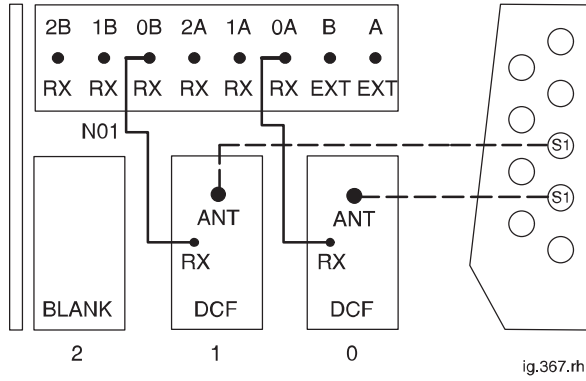 2B 1B 0B 2A 1A 0A B A
RX RX RX RX RX RX EXT EXT
N01
S1
S1
ANT ANT
RX RX
BLANK DCF DCF
2 1 0
ig.367.rh